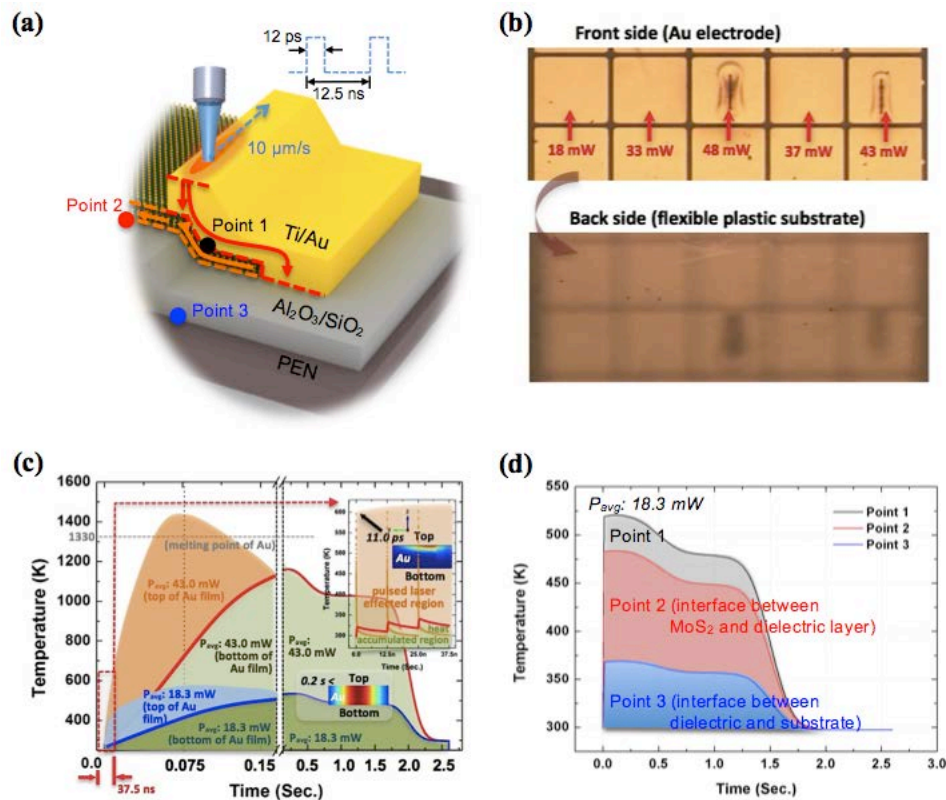 (a)
12 ps
12.5 ns
10 μm/s
Point 2
Point 1
Ti/Au
Point 3
Al₂O₃/SiO₂
PEN
(b)
Front side (Au electrode)
18 mW
33 mW
48 mW
37 mW
43 mW
Back side (flexible plastic substrate)
(c)
Temperature (K)
1600
1400
1330
1200
1000
800
600
400
(melting point of Au)
Pavg: 43.0 mW
(top of Au film)
Pavg: 43.0 mW
(bottom of
Au film)
Pavg: 18.3 mW
(top of Au
film)
Pavg: 18.3 mW
(bottom of Au film)
Pavg:
43.0 mW
0.2 s <
Top
Au
Bottom
Pavg: 18.3 mW
11.0 ps
Top
Au
Bottom
pulsed laser
effected region
heat
accumulated region
Temperature (K)
Time (Sec.)
12.5n
25.0n
37.5n
0.0
0.075
0.15
0.5
1.0
1.5
2.0
2.5
37.5 ns
Time (Sec.)
(d)
Temperature (K)
550
500
450
400
350
300
Pavg: 18.3 mW
Point 1
Point 2
Point 3
Point 1
Point 2 (interface between
MoS₂ and dielectric layer)
Point 3 (interface between
dielectric and substrate)
0.0
0.5
1.0
1.5
2.0
2.5
3.0
Time (Sec.)